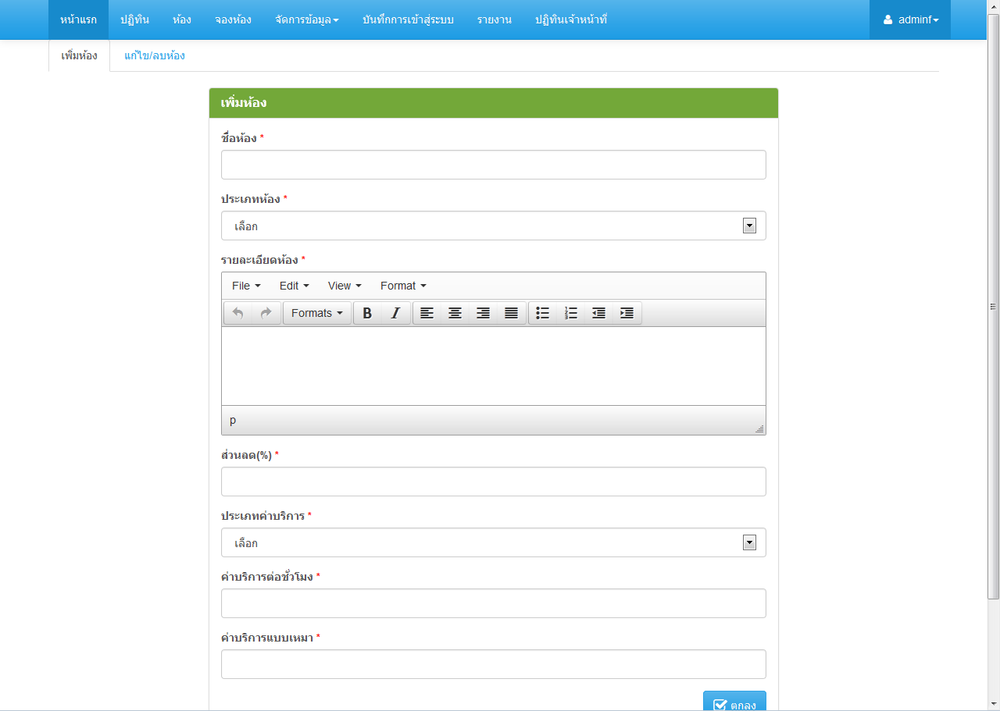 หน้าแรก ปฏิทิน ห้อง จองห้อง จัดการข้อมูล บันทึกการเข้าสู่ระบบ รายงาน ปฏิทินเจ้าหน้าที่ adminf
เพิ่มห้อง แก้ไข/ลบห้อง
เพิ่มห้อง
ชื่อห้อง *
ประเภทห้อง *
เลือก
รายละเอียดห้อง *
File Edit View Format
Formats B I
p
ส่วนลด(%) *
ประเภทค่าบริการ *
เลือก
ค่าบริการต่อชั่วโมง *
ค่าบริการแบบเหมา *
ตกลง